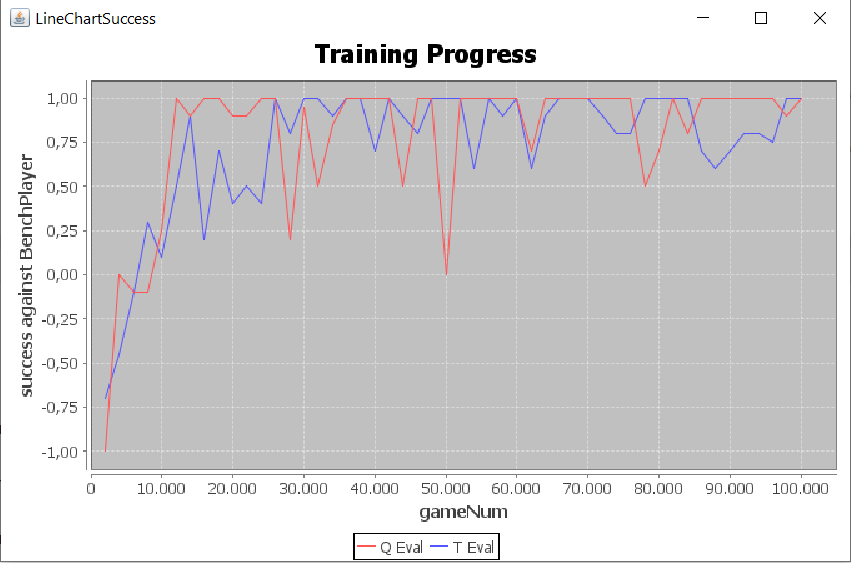 LineChartSuccess
Training Progress
success against BenchPlayer
1,00
0,75
0,50
0,25
0,00
-0,25
-0,50
-0,75
-1,00
0 10.000 20.000 30.000 40.000 50.000 60.000 70.000 80.000 90.000 100.000
gameNum
Q Eval T Eval